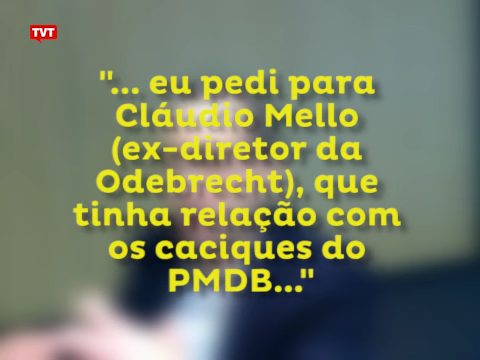 TVT
"... eu pedi para
Cláudio Mello
(ex-diretor da
Odebrecht), que
tinha relação com
os caciques do
PMDB..."